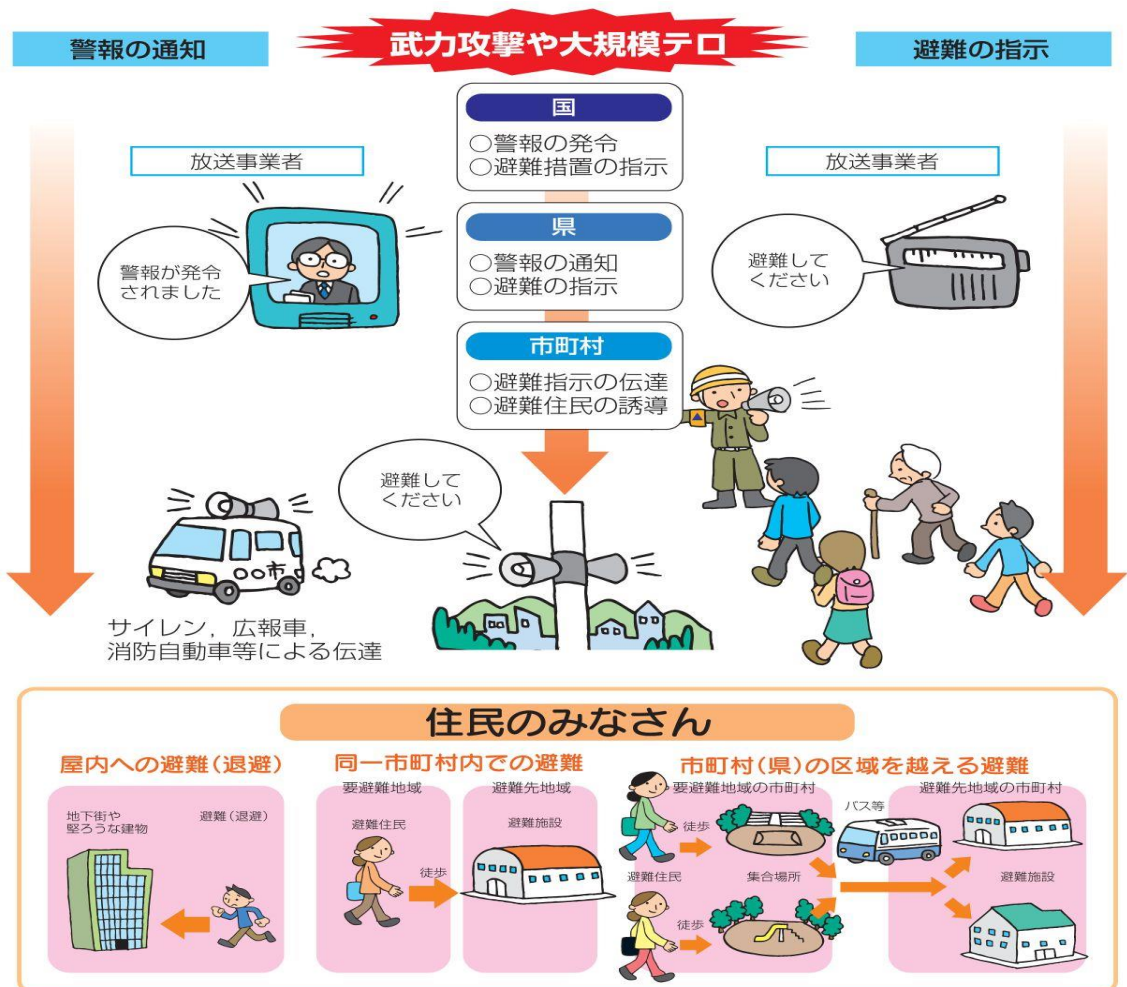 武力攻撃や大規模テロ
警報の通知
避難の指示
国
○警報の発令
○避難措置の指示
放送事業者
放送事業者
県
○警報の通知
○避難の指示
警報が発令
されました
避難して
ください
市町村
○避難指示の伝達
○避難住民の誘導
避難して
ください
○○市
サイレン,広報車,
消防自動車等による伝達
住民のみなさん
屋内への避難(退避)
地下街や
堅ろうな建物
避難(退避)
同一市町村内での避難
要避難地域
避難先地域
避難住民
徒歩
避難施設
市町村(県)の区域を越える避難
要避難地域の市町村
バス等
避難先地域の市町村
徒歩
避難住民
集合場所
避難施設
徒歩